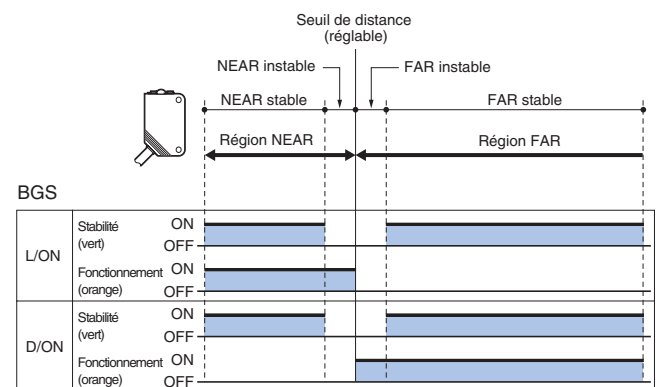 Seuil de distance
(réglable)
NEAR instable
FAR instable
NEAR stable
FAR stable
Région NEAR
Région FAR
BGS
L/ON
Stabilité
(vert)
ON
OFF
Fonctionnement
(orange)
ON
OFF
D/ON
Stabilité
(vert)
ON
OFF
Fonctionnement
(orange)
ON
OFF